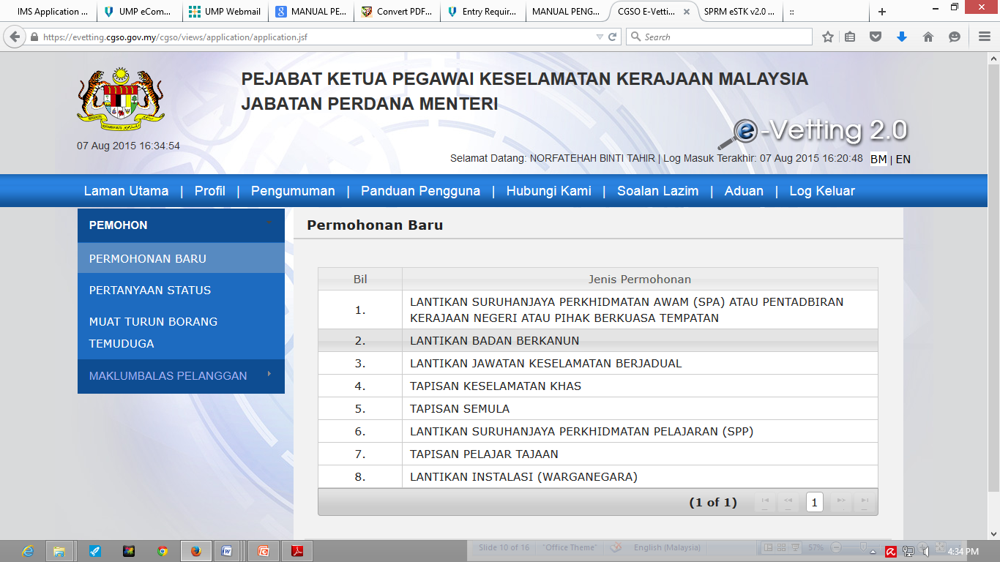 IMS Application ...
UMP eCom...
UMP Webmail
MANUAL PE...
Convert PDF...
Entry Requir...
MANUAL PENG...
CGSO E-Vetti...
SPRM eSTK v2.0 ...
https://evetting.cgso.gov.my/cgso/views/application/application.jsf
Search
PEJABAT KETUA PEGAWAI KESELAMATAN KERAJAAN MALAYSIA
JABATAN PERDANA MENTERI
e-Vetting 2.0
07 Aug 2015 16:34:54
Selamat Datang: NORFATEHAH BINTI TAHIR | Log Masuk Terakhir: 07 Aug 2015 16:20:48 BM | EN
Laman Utama | Profil | Pengumuman | Panduan Pengguna | Hubungi Kami | Soalan Lazim | Aduan | Log Keluar
PEMOHON
PERMOHONAN BARU
PERTANYAAN STATUS
MUAT TURUN BORANG
TEMUDUGA
MAKLUMBALAS PELANGGAN
Permohonan Baru
Bil Jenis Permohonan
1. LANTIKAN SURUHANJAYA PERKHIDMATAN AWAM (SPA) ATAU PENTADBIRAN
KERAJAAN NEGERI ATAU PIHAK BERKUASA TEMPATAN
2. LANTIKAN BADAN BERKANUN
3. LANTIKAN JAWATAN KESELAMATAN BERJADUAL
4. TAPISAN KESELAMATAN KHAS
5. TAPISAN SEMULA
6. LANTIKAN SURUHANJAYA PERKHIDMATAN PELAJARAN (SPP)
7. TAPISAN PELAJAR TAJAAN
8. LANTIKAN INSTALASI (WARGANEGARA)
(1 of 1) 1
Slide 10 of 16 "Office Theme" English (Malaysia) 57%
4:34 PM